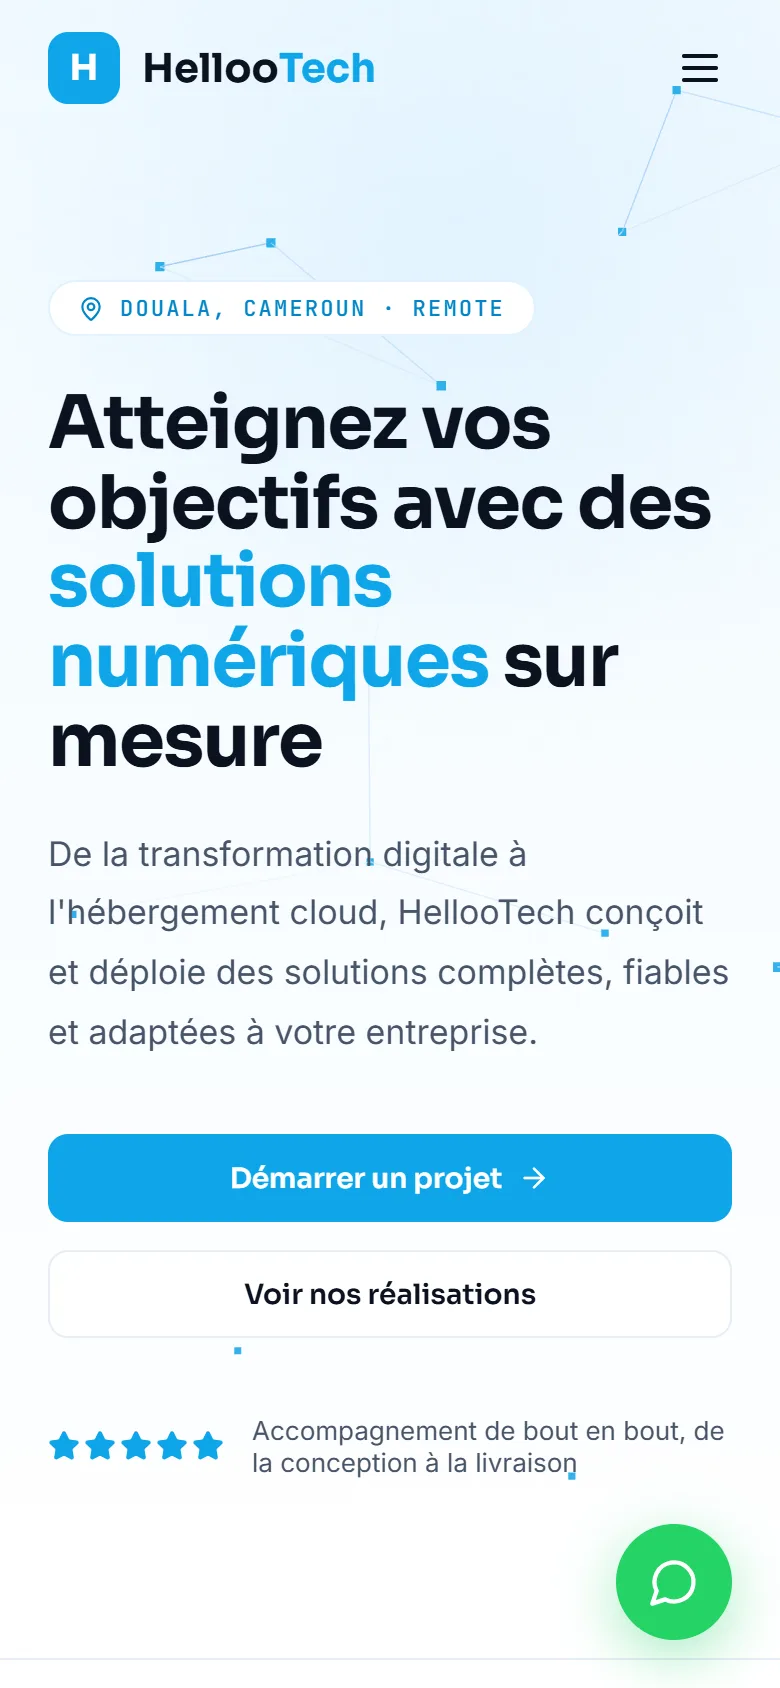 H HellooTech
DOUALA, CAMEROUN · REMOTE
Atteignez vos
objectifs avec des
solutions
numériques sur
mesure
De la transformation digitale à
l'hébergement cloud, HellooTech conçoit
et déploie des solutions complètes, fiables
et adaptées à votre entreprise.
Démarrer un projet →
Voir nos réalisations
Accompagnement de bout en bout, de
la conception à la livraison